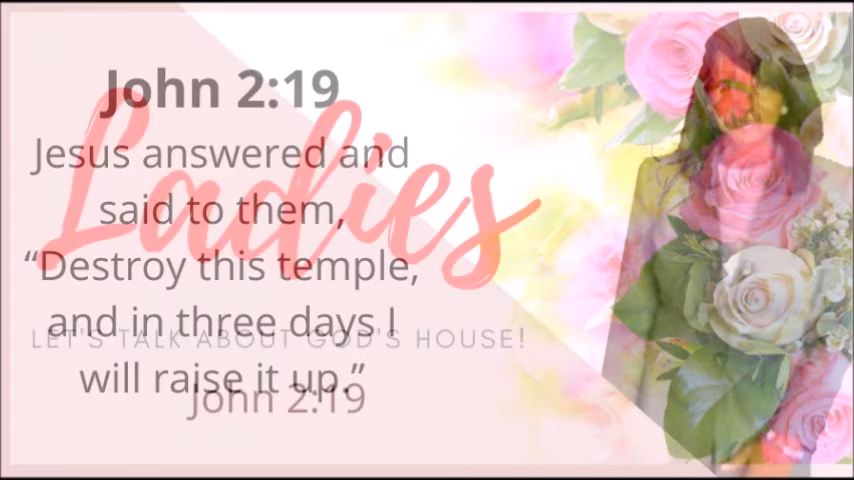 John 2:19
Jesus answered and
said to them,
“Destroy this temple,
and in three days I
will raise it up.”
Ladies
LET'S TALK ABOUT GOD'S HOUSE!
John 2:19